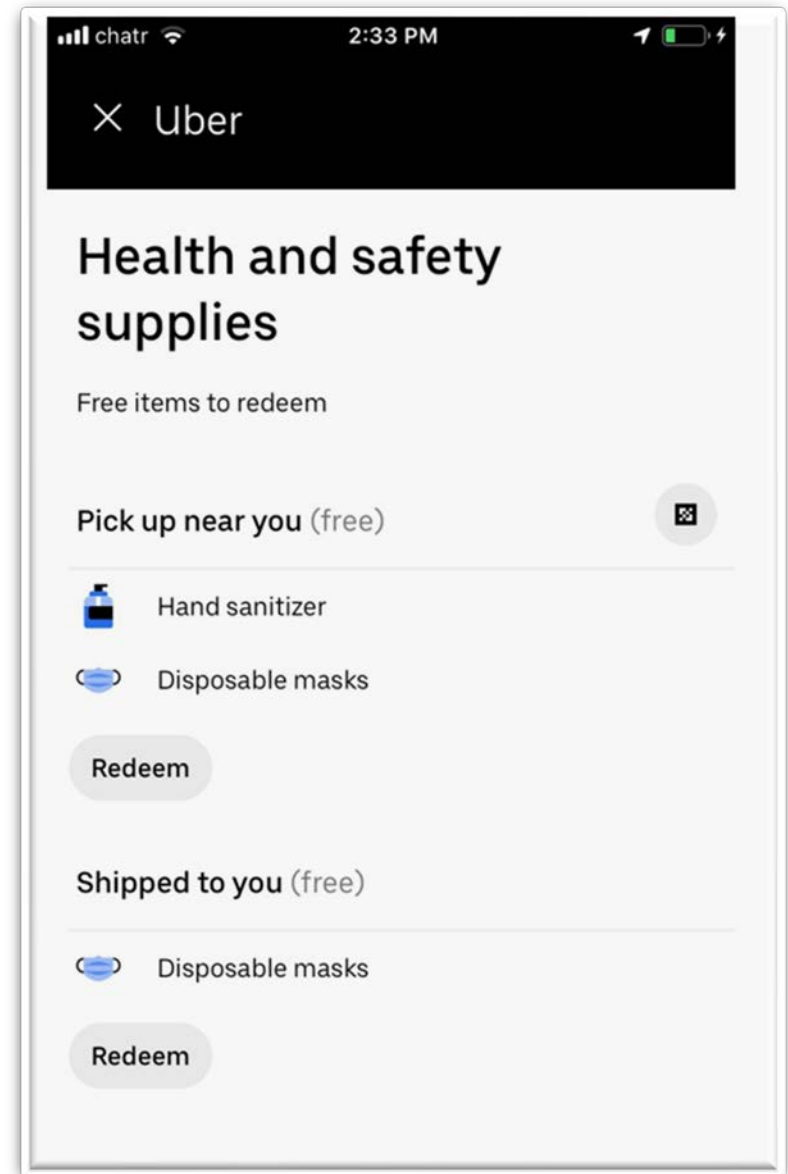 chatr 2:33 PM
Uber
Health and safety
supplies
Free items to redeem
Pick up near you (free)
Hand sanitizer
Disposable masks
Redeem
Shipped to you (free)
Disposable masks
Redeem